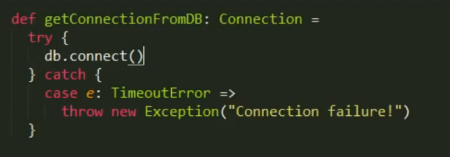 def getConnectionFromDB: Connection =
  try {
    db.connect()
  } catch {
    case e: TimeoutError =>
      throw new Exception("Connection failure!")
  }